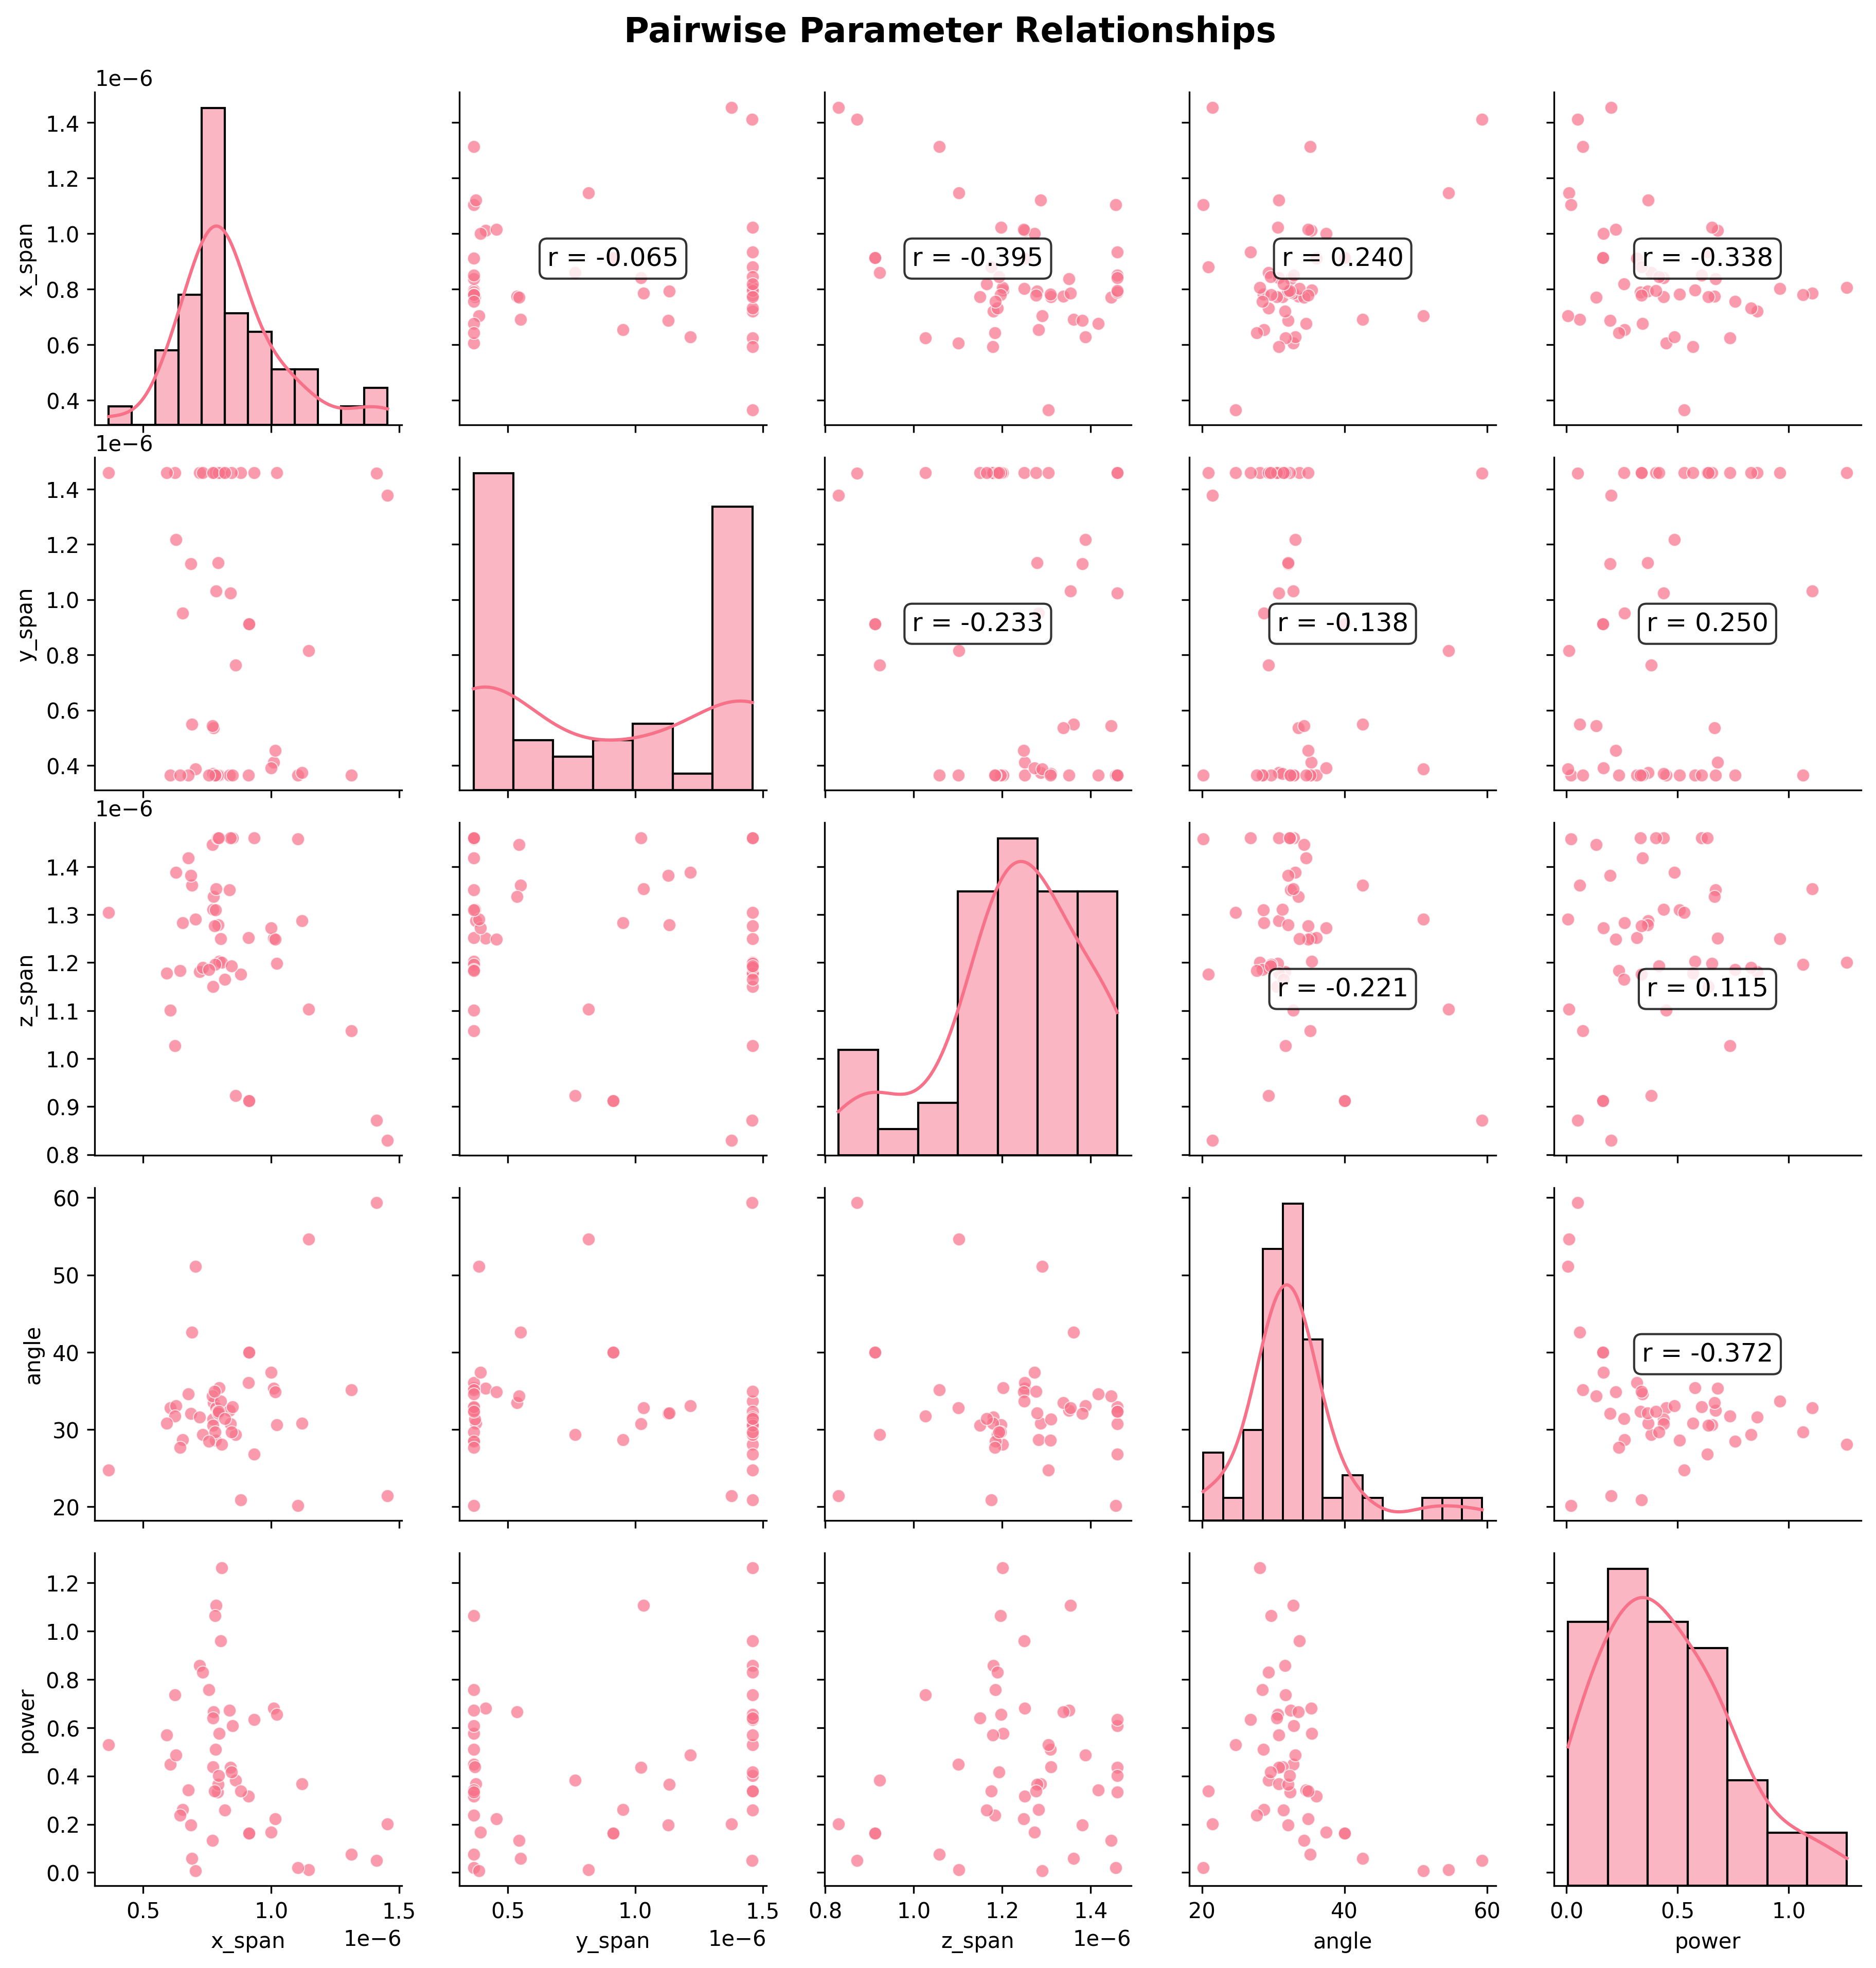 Pairwise Parameter Relationships
1e−6
1.4
1.2
1.0
0.8
0.6
0.4
x_span
r = -0.065
r = -0.395
r = 0.240
r = -0.338
1e−6
1.4
1.2
1.0
0.8
0.6
0.4
y_span
r = -0.233
r = -0.138
r = 0.250
1e−6
1.4
1.3
1.2
1.1
1.0
0.9
0.8
z_span
r = -0.221
r = 0.115
60
50
40
30
20
angle
r = -0.372
1.2
1.0
0.8
0.6
0.4
0.2
0.0
power
0.5 1.0 1.5
1e−6
x_span
0.5 1.0 1.5
1e−6
y_span
0.8 1.0 1.2 1.4
1e−6
z_span
20 40 60
angle
0.0 0.5 1.0
power